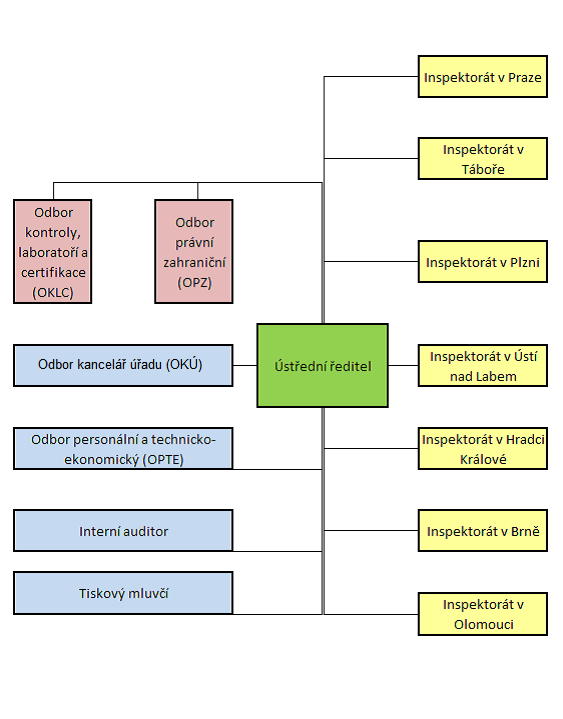 Inspektorát v Praze
Inspektorát v
Táboře
Odbor
kontroly,
laboratoří a
certifikace
(OKLC)
Odbor
právní
zahraniční
(OPZ)
Inspektorát v Plzni
Odbor kancelář úřadu (OKÚ)
Ústřední ředitel
Inspektorát v Ústí
nad Labem
Odbor personální a technicko-
ekonomický (OPTE)
Inspektorát v Hradci
Králové
Interní auditor
Inspektorát v Brně
Tiskový mluvčí
Inspektorát v
Olomouci